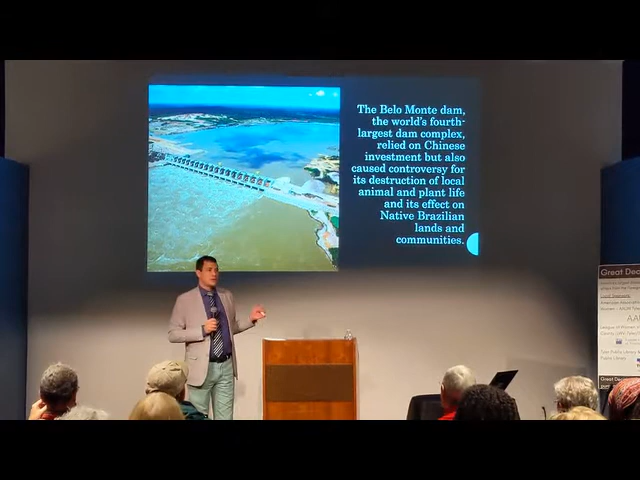 The Belo Monte dam,
the world's fourth-
largest dam complex,
relied on Chinese
investment but also
caused controversy for
its destruction of local
animal and plant life
and its effect on
Native Brazilian
lands and
communities.
Great Dec